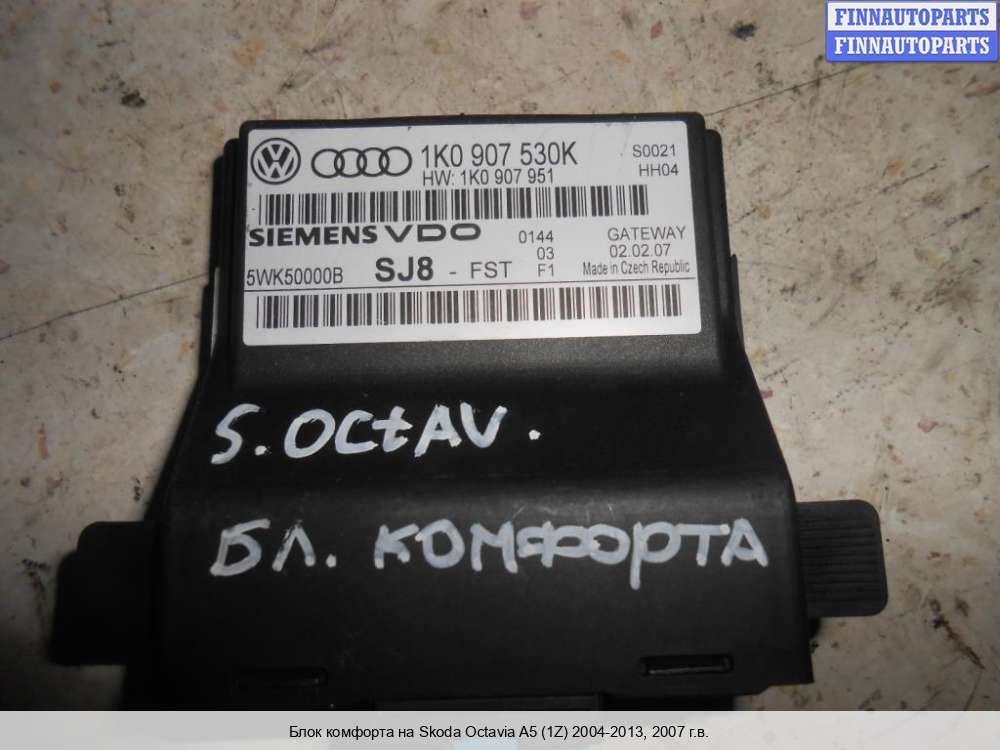 FINNAUTOPARTS
FINNAUTOPARTS
1K0 907 530K
S0021
HW: 1K0 907 951
HH04
SIEMENS VDO
0144
GATEWAY
03
02.02.07
5WK50000B
SJ8 - FST
F1
Made in Czech Republic
S. OCtAV.
БЛ. КОМФОРТА
Блок комфорта на Skoda Octavia A5 (1Z) 2004-2013, 2007 г.в.